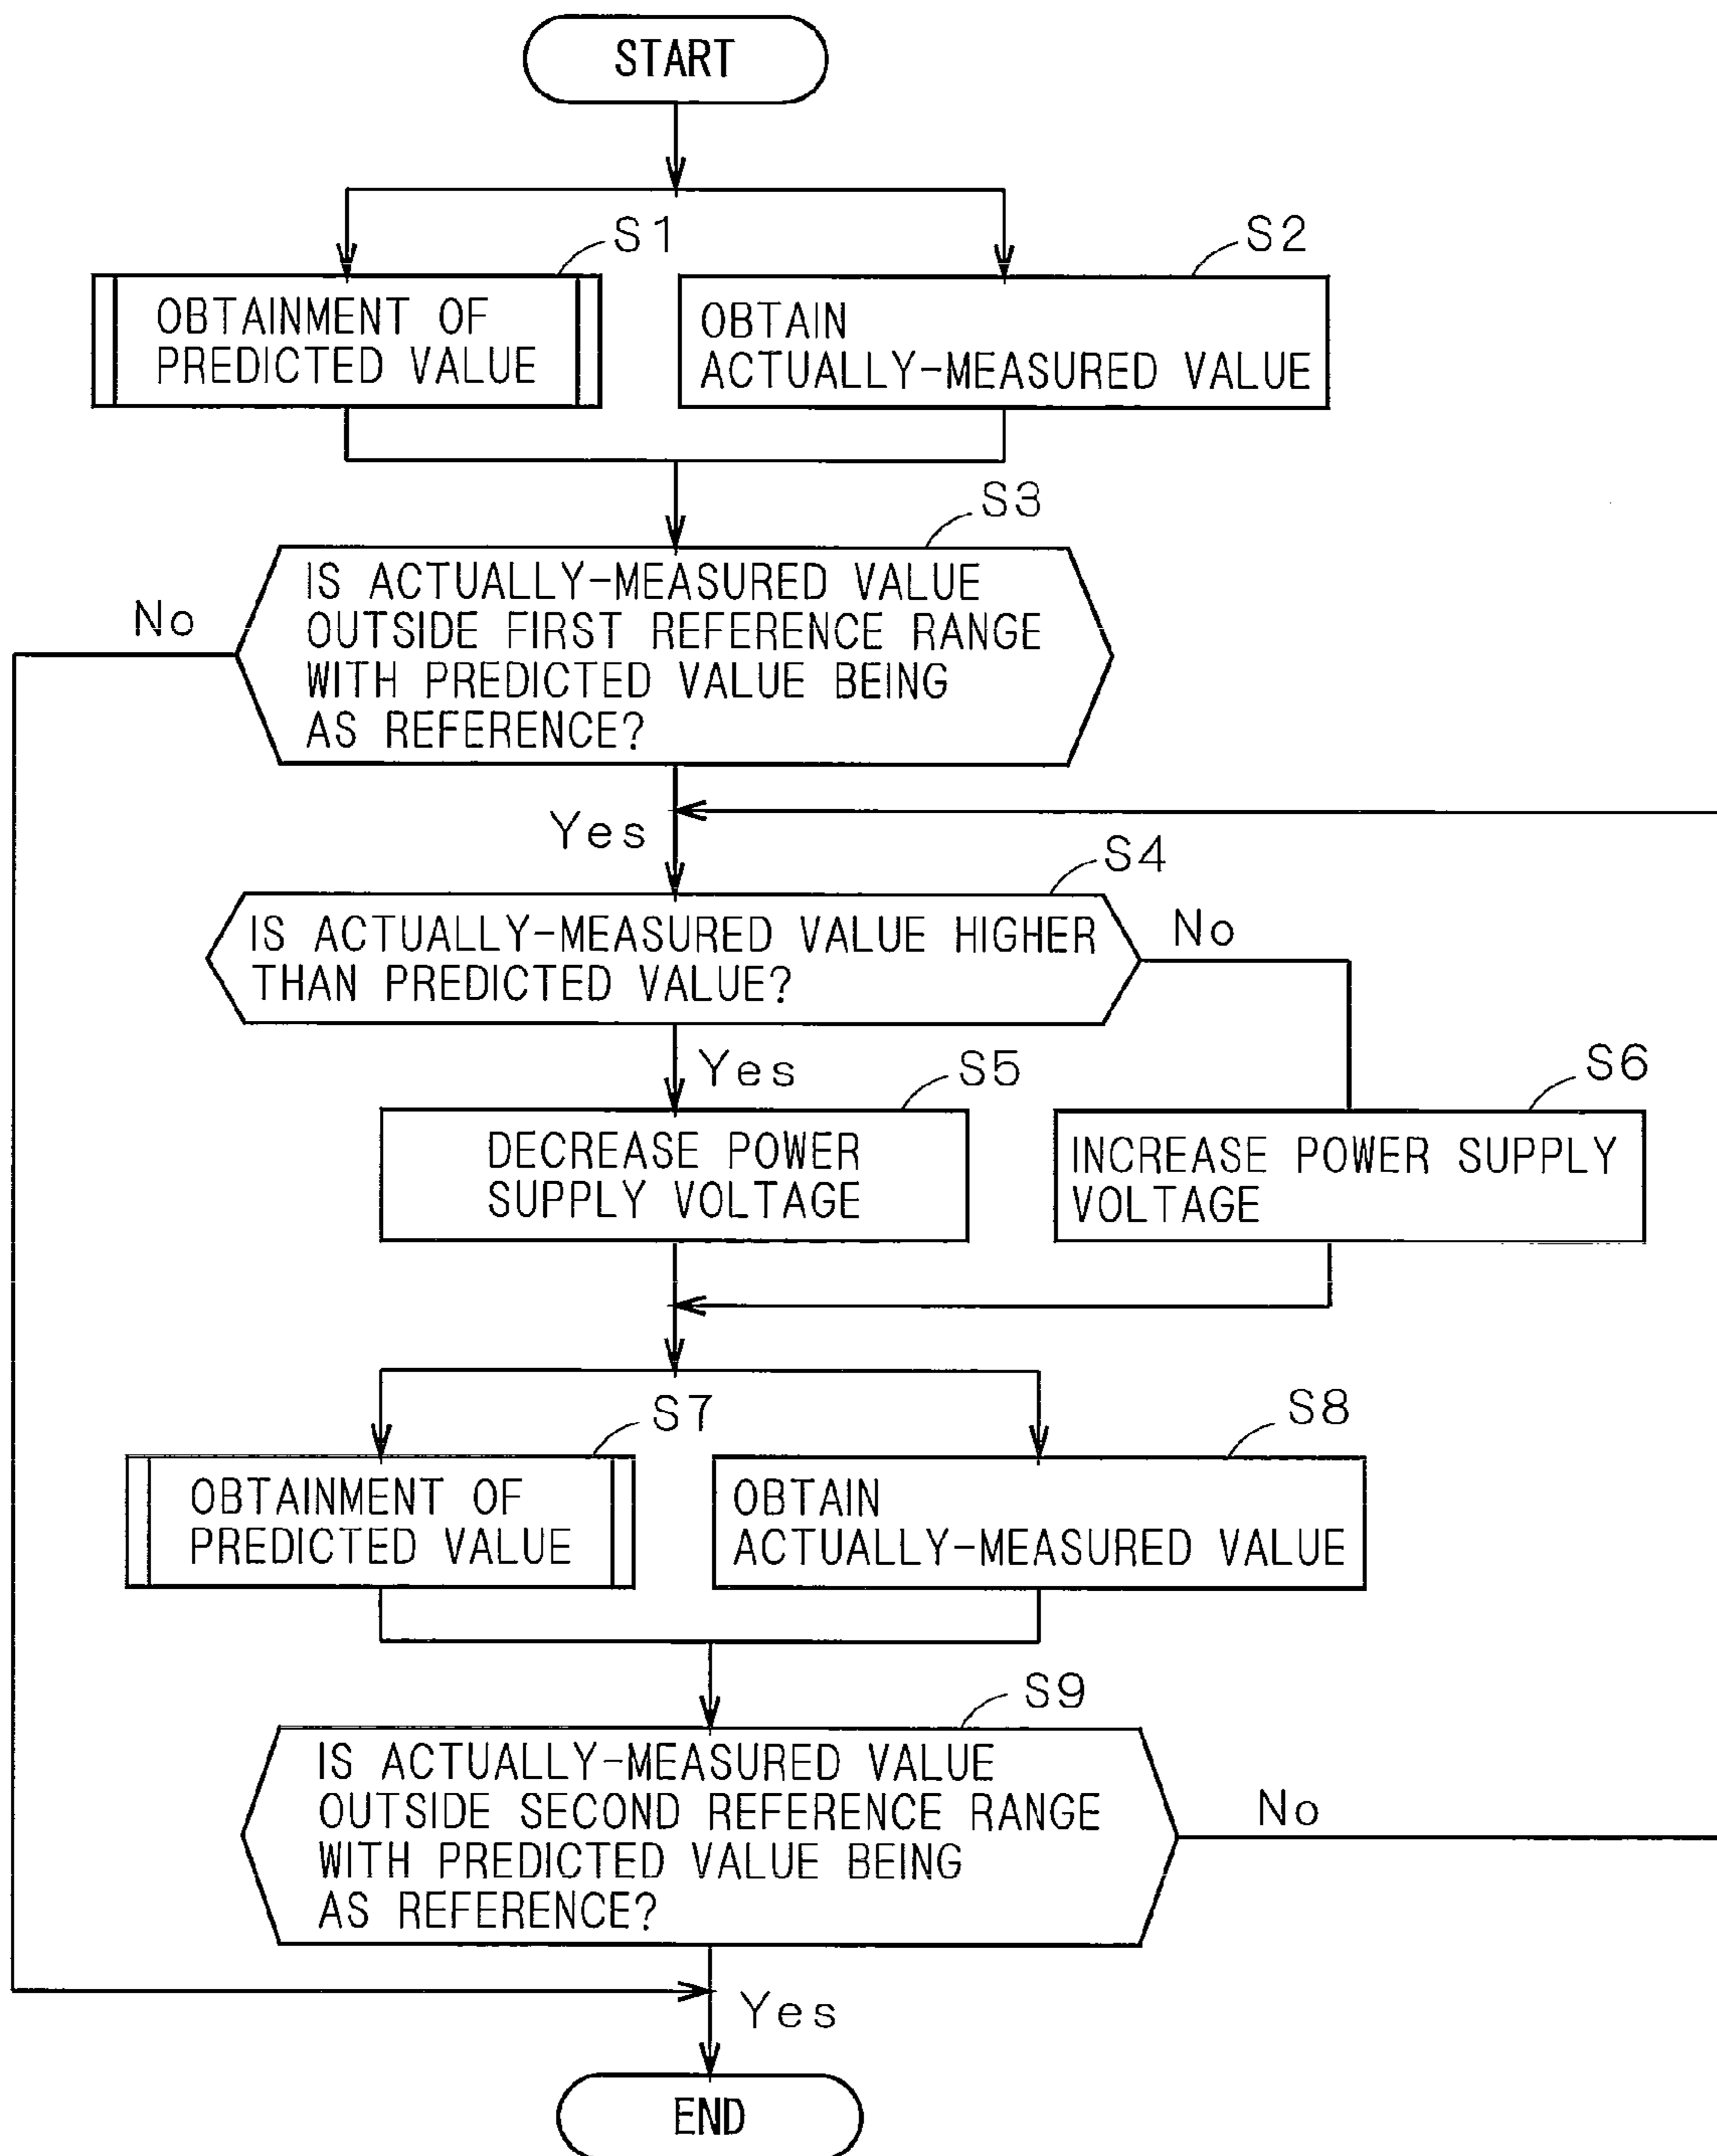 START
S1
S2
OBTAINMENT OF
PREDICTED VALUE
OBTAIN
ACTUALLY-MEASURED VALUE
S3
No
IS ACTUALLY-MEASURED VALUE
OUTSIDE FIRST REFERENCE RANGE
WITH PREDICTED VALUE BEING
AS REFERENCE?
Yes
S4
IS ACTUALLY-MEASURED VALUE HIGHER
THAN PREDICTED VALUE?
No
Yes
S5
S6
DECREASE POWER
SUPPLY VOLTAGE
INCREASE POWER SUPPLY
VOLTAGE
S7
S8
OBTAINMENT OF
PREDICTED VALUE
OBTAIN
ACTUALLY-MEASURED VALUE
S9
IS ACTUALLY-MEASURED VALUE
OUTSIDE SECOND REFERENCE RANGE
WITH PREDICTED VALUE BEING
AS REFERENCE?
No
Yes
END